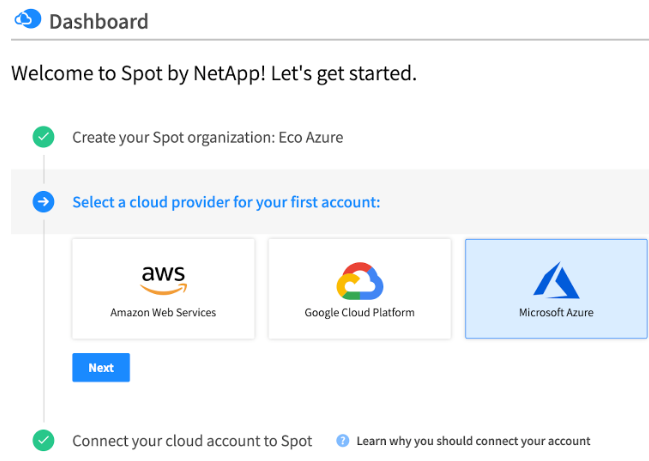 Dashboard
Welcome to Spot by NetApp! Let's get started.
Create your Spot organization: Eco Azure
Select a cloud provider for your first account:
aws
Amazon Web Services
Google Cloud Platform
Microsoft Azure
Next
Connect your cloud account to Spot ? Learn why you should connect your account